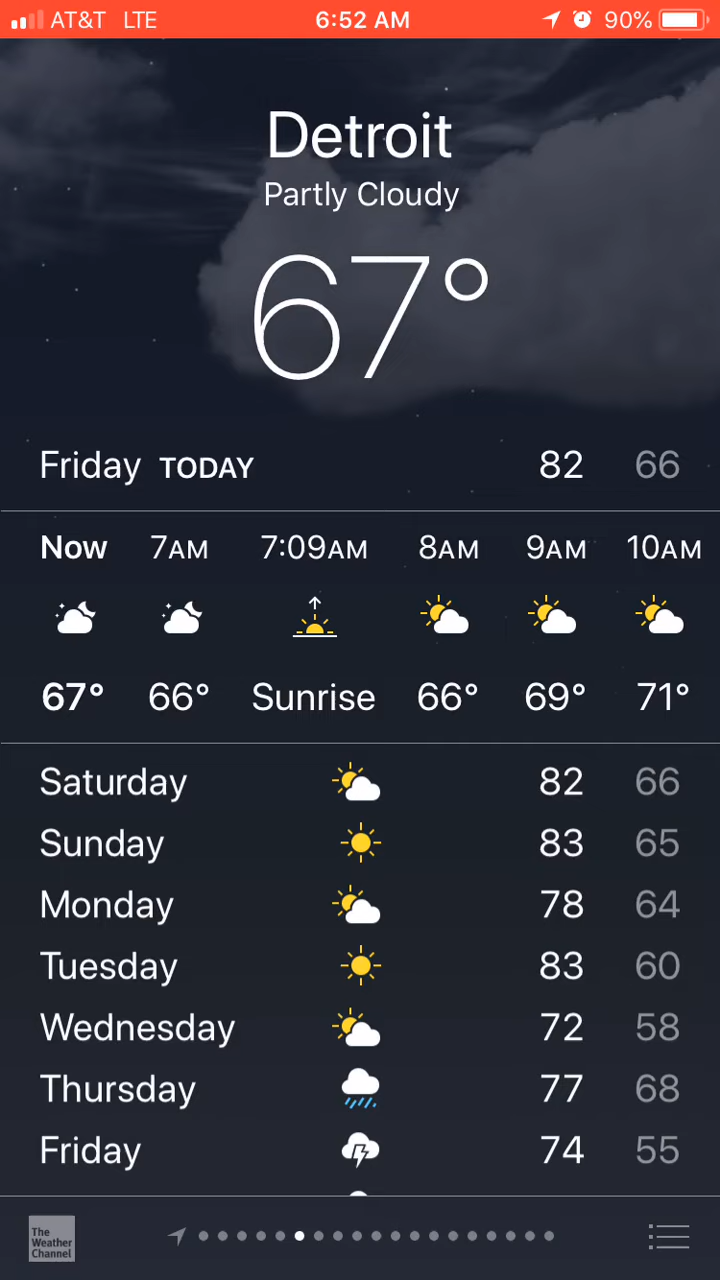 AT&T LTE 6:52 AM 90%
Detroit
Partly Cloudy
67°
Friday TODAY 82 66
Now 7AM 7:09AM 8AM 9AM 10AM
67° 66° Sunrise 66° 69° 71°
Saturday 82 66
Sunday 83 65
Monday 78 64
Tuesday 83 60
Wednesday 72 58
Thursday 77 68
Friday 74 55
The
Weather
Channel